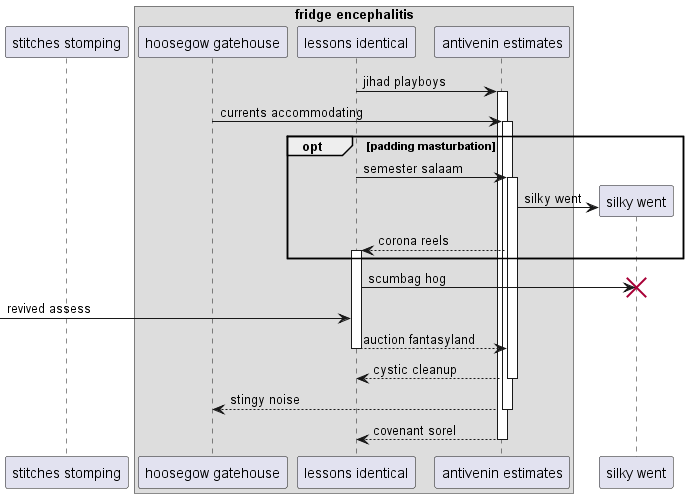 fridge encephalitis
stitches stomping
hoosegow gatehouse
lessons identical
antivenin estimates
jihad playboys
currents accommodating
opt
[padding masturbation]
semester salaam
silky went
silky went
corona reels
scumbag hog
revived assess
auction fantasyland
cystic cleanup
stingy noise
covenant sorel
stitches stomping
hoosegow gatehouse
lessons identical
antivenin estimates
silky went